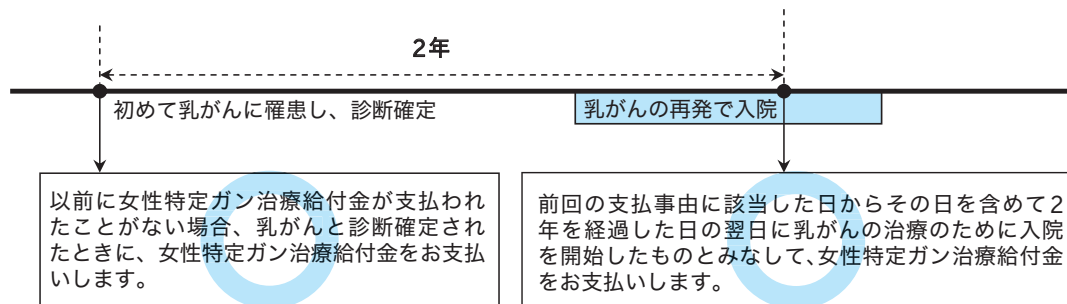 2年
初めて乳がんに罹患し、診断確定
乳がんの再発で入院
以前に女性特定ガン治療給付金が支払われ
たことがない場合、乳がんと診断確定され
たときに、女性特定ガン治療給付金をお支払
いします。
前回の支払事由に該当した日からその日を含めて2
年を経過した日の翌日に乳がんの治療のために入院
を開始したものとみなして、女性特定ガン治療給付金
をお支払いします。